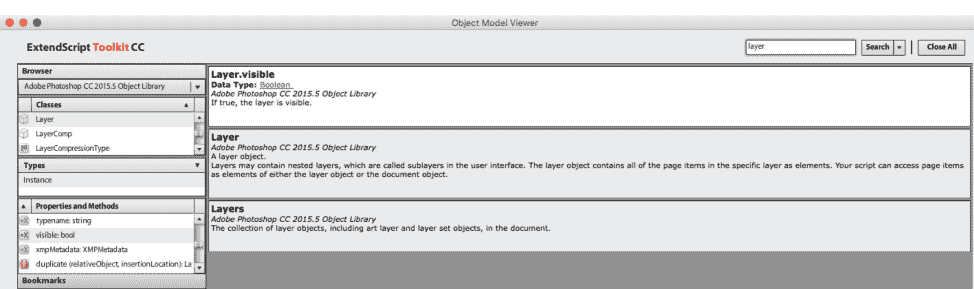 Object Model Viewer
ExtendScript Toolkit CC
layer
Search
Close All
Browser
Adobe Photoshop CC 2015.5 Object Library
Classes
Layer
LayerComp
LayerCompressionType
Types
Instance
Properties and Methods
typename: string
visible: bool
xmpMetadata: XMPMetadata
duplicate (relativeObject, insertionLocation): La
Bookmarks
Layer.visible
Data Type: Boolean
Adobe Photoshop CC 2015.5 Object Library
If true, the layer is visible.
Layer
Adobe Photoshop CC 2015.5 Object Library
A layer object.
Layers may contain nested layers, which are called sublayers in the user interface. The layer object contains all of the page items in the specific layer as elements. Your script can access page items
as elements of either the layer object or the document object.
Layers
Adobe Photoshop CC 2015.5 Object Library
The collection of layer objects, including art layer and layer set objects, in the document.